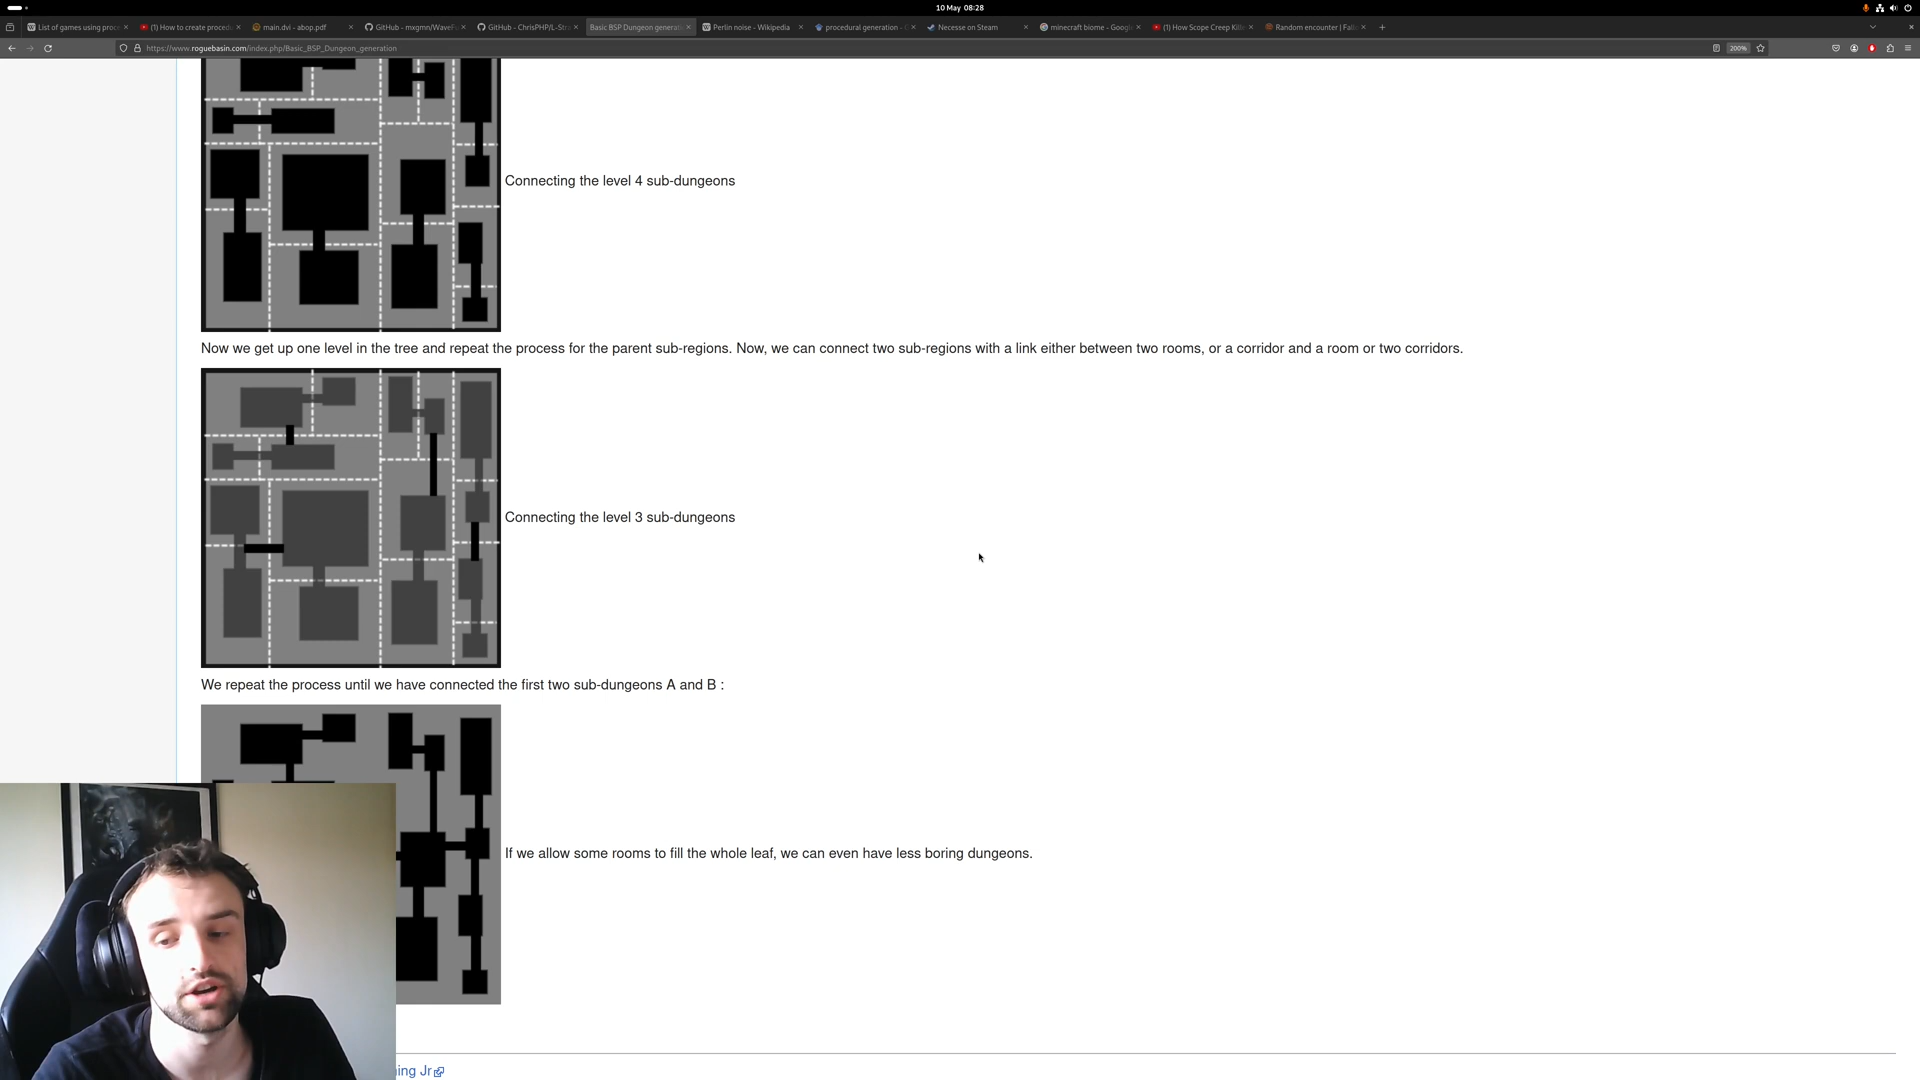 10 May 08:28
List of games using proc
(1) How to create proced
main.dvi - abop.pdf
GitHub - mxgmn/WaveF
GitHub - ChrisPHP/L-Str
Basic BSP Dungeon generati
Perlin noise - Wikipedia
procedural generation - G
Necesse on Steam
minecraft biome - Google
(1) How Scope Creep Kill
Random encounter | Fall
https://www.roguebasin.com/index.php/Basic_BSP_Dungeon_generation
200%
Connecting the level 4 sub-dungeons
Now we get up one level in the tree and repeat the process for the parent sub-regions. Now, we can connect two sub-regions with a link either between two rooms, or a corridor and a room or two corridors.
Connecting the level 3 sub-dungeons
We repeat the process until we have connected the first two sub-dungeons A and B :
If we allow some rooms to fill the whole leaf, we can even have less boring dungeons.
ing Jr